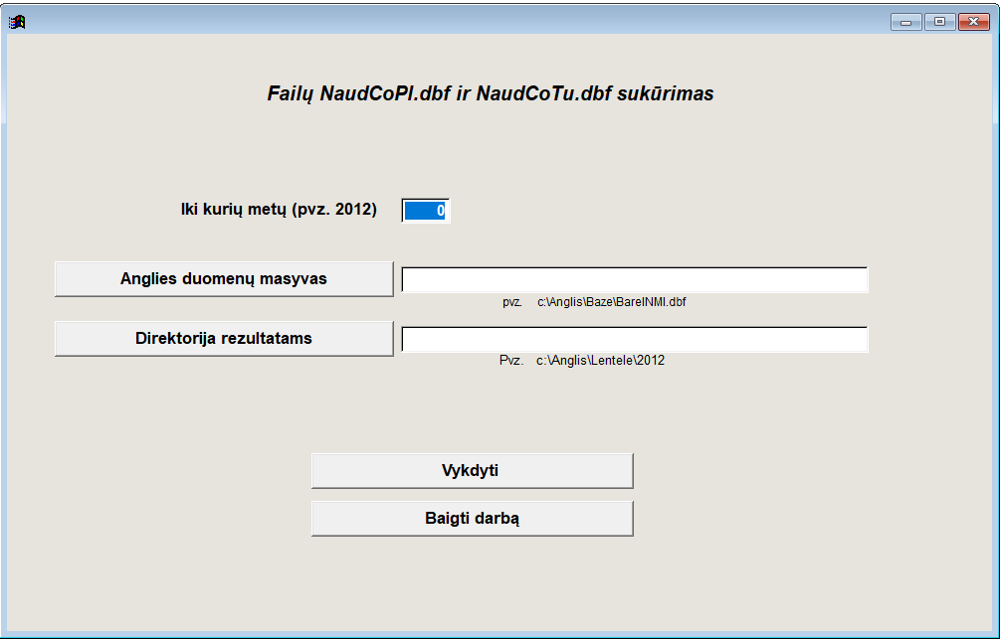 Failų NaudCoPl.dbf ir NaudCoTu.dbf sukūrimas
Iki kurių metų (pvz. 2012) 0
Anglies duomenų masyvas
pvz. c:\Anglis\Baze\BareINMI.dbf
Direktorija rezultatams
Pvz. c:\Anglis\Lentele\2012
Vykdyti
Baigti darbą